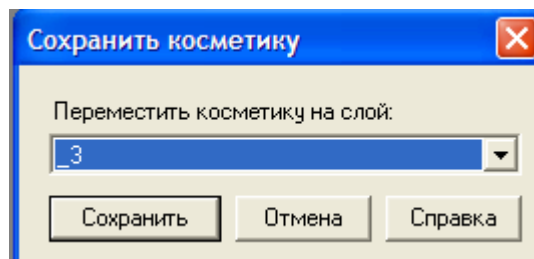 Сохранить косметику
Переместить косметику на слой:
_3
Сохранить Отмена Справка